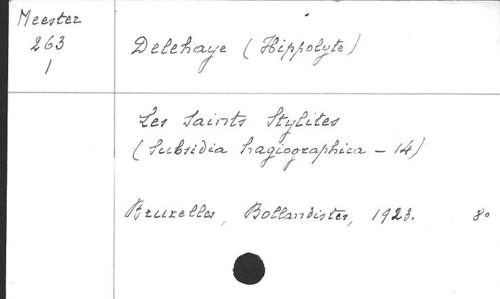 Meester
263
1
Delehaye (Hippolyte)
Les Saints Stylites
(Subsidia hagiographica - 14)
Bruxelles, Bollandistes, 1923. 8°